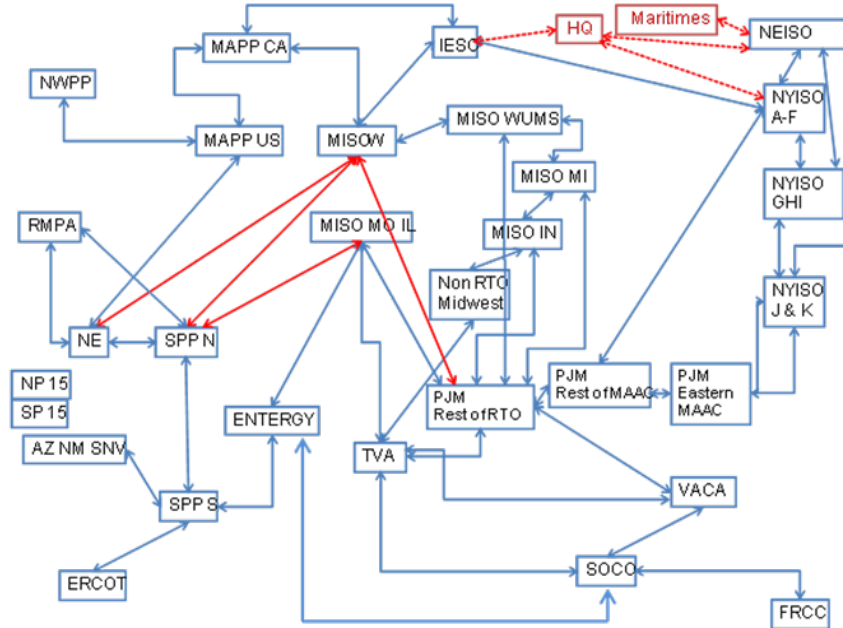 HQ
Maritimes
NEISO
MAPP CA
IESO
NWPP
NYISO
A-F
MISO WUMS
MAPP US
MISOW
MISO MI
NYISO
GHI
RMPA
MISO MO IL
MISO IN
Non RTO
Midwest
NYISO
J & K
NE
SPP N
PJM
Rest of MAAC
PJM
Eastern
MAAC
NP 15
SP 15
PJM
Rest of RTO
ENTERGY
AZ NM SNV
TVA
VACA
SPP S
SOCO
ERCOT
FRCC